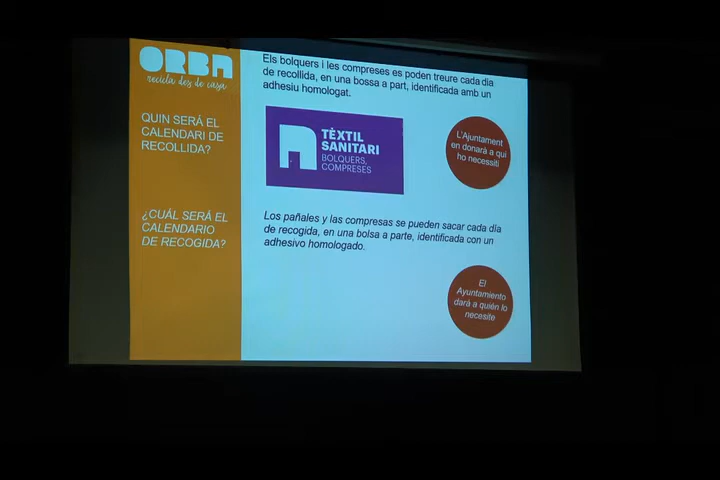 ORBA
recicla des de casa
QUIN SERÁ EL
CALENDARI DE
RECOLLIDA?
Els bolquers i les compreses es poden treure cada dia
de recollida, en una bossa a part, identificada amb un
adhesiu homologat.
TÈXTIL
SANITARI
BOLQUERS,
COMPRESES
L'Ajuntament
en donarà a qui
ho necessiti
¿CUÁL SERÁ EL
CALENDARIO
DE RECOGIDA?
Los pañales y las compresas se pueden sacar cada día
de recogida, en una bolsa a parte, identificada con un
adhesivo homologado.
El
Ayuntamiento
dará a quién lo
necesite